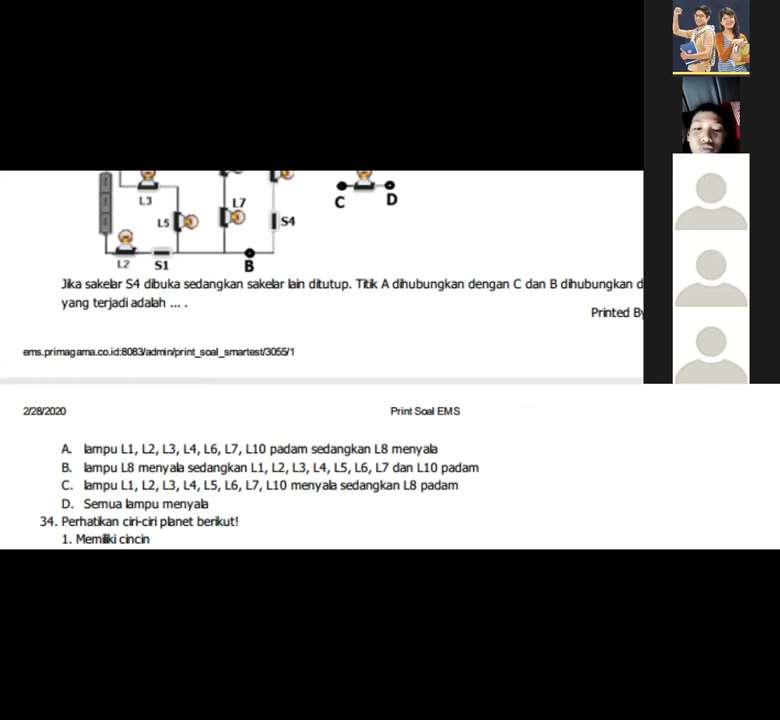 L3
L7
C
D
L5
S4
L2
S1
B
Jika sakelar S4 dibuka sedangkan sakelar lain ditutup. Titik A dihubungkan dengan C dan B dihubungkan d
yang terjadi adalah ... .
Printed By
ems.primagama.co.id:8083/admin/print_soal_smartest/3055/1
2/28/2020
Print Soal EMS
A. lampu L1, L2, L3, L4, L6, L7, L10 padam sedangkan L8 menyala
B. lampu L8 menyala sedangkan L1, L2, L3, L4, L5, L6, L7 dan L10 padam
C. lampu L1, L2, L3, L4, L5, L6, L7, L10 menyala sedangkan L8 padam
D. Semua lampu menyala
34. Perhatikan ciri-ciri planet berikut!
1. Memiliki cincin